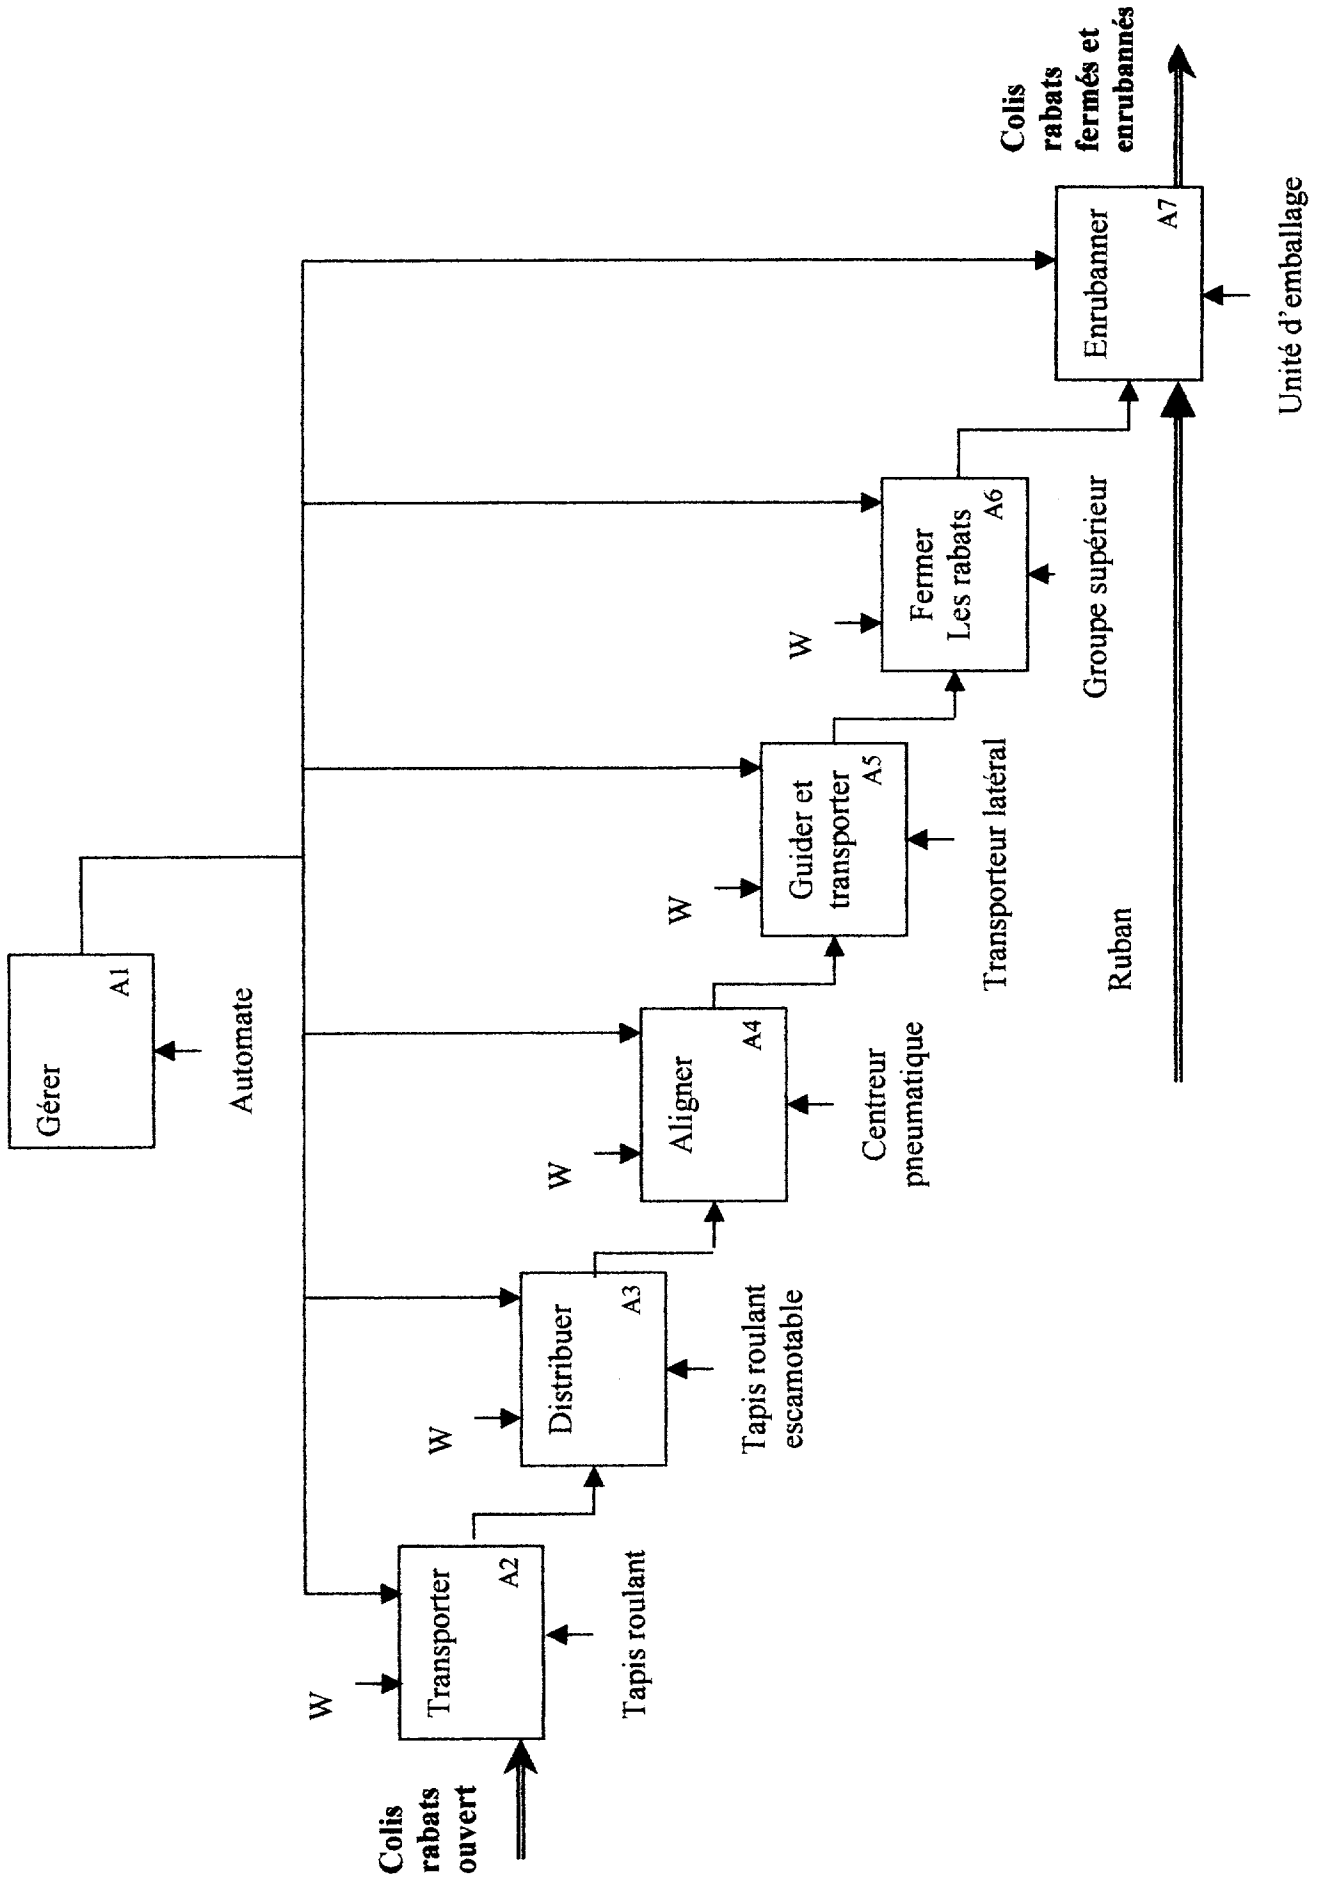 Gérer
A1
Automate
W
Colis
rabats
ouvert
Transporter
A2
Tapis roulant
W
Distribuer
A3
Tapis roulant
escamotable
W
Aligner
A4
Centreur
pneumatique
W
Guider et
transporter
A5
Transporteur latéral
W
Fermer
Les rabats
A6
Groupe supérieur
Ruban
Enrubanner
A7
Unité d'emballage
Colis
rabats
fermés et
enrubannés